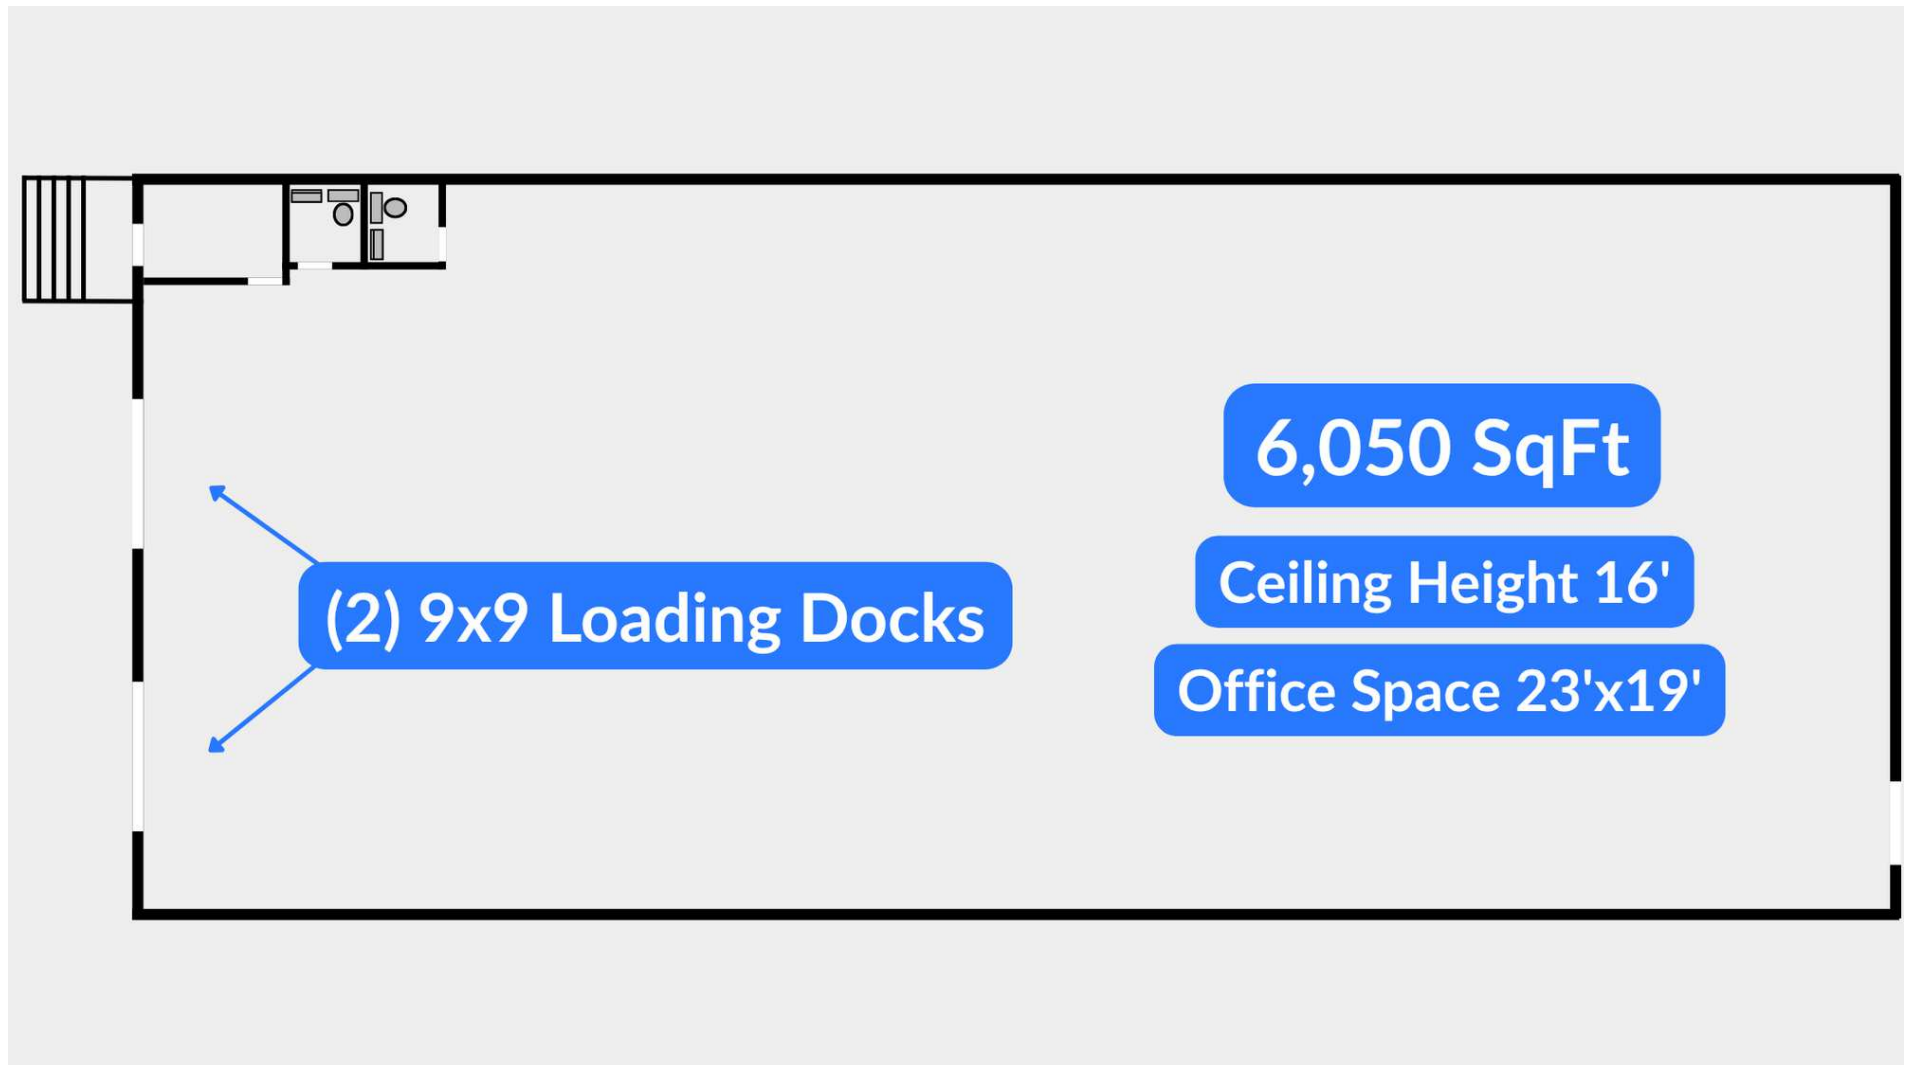 6,050 SqFt
Ceiling Height 16'
(2) 9x9 Loading Docks
Office Space 23'x19'